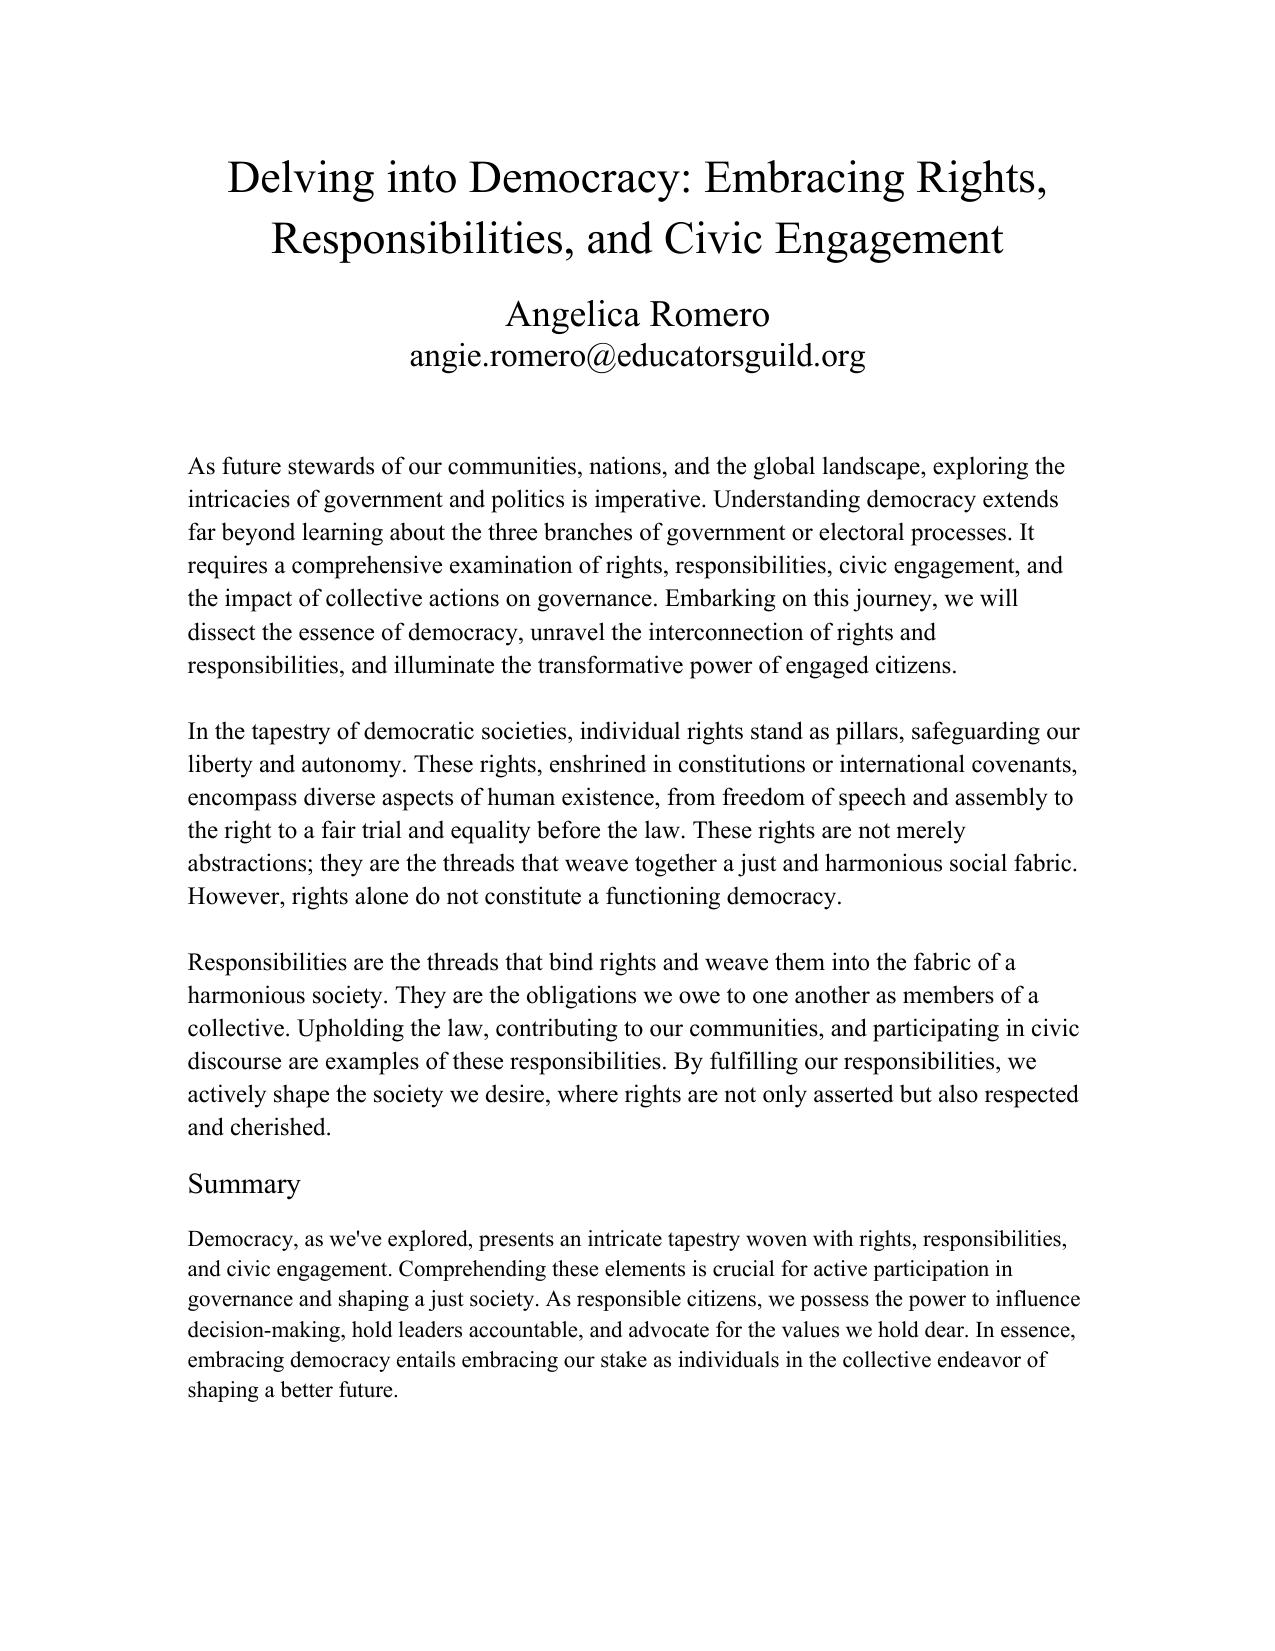 Delving into Democracy: Embracing Rights,
Responsibilities, and Civic Engagement
Angelica Romero
angie.romero@educatorsguild.org
As future stewards of our communities, nations, and the global landscape, exploring the
intricacies of government and politics is imperative. Understanding democracy extends
far beyond learning about the three branches of government or electoral processes. It
requires a comprehensive examination of rights, responsibilities, civic engagement, and
the impact of collective actions on governance. Embarking on this journey, we will
dissect the essence of democracy, unravel the interconnection of rights and
responsibilities, and illuminate the transformative power of engaged citizens.
In the tapestry of democratic societies, individual rights stand as pillars, safeguarding our
liberty and autonomy. These rights, enshrined in constitutions or international covenants,
encompass diverse aspects of human existence, from freedom of speech and assembly to
the right to a fair trial and equality before the law. These rights are not merely
abstractions; they are the threads that weave together a just and harmonious social fabric.
However, rights alone do not constitute a functioning democracy.
Responsibilities are the threads that bind rights and weave them into the fabric of a
harmonious society. They are the obligations we owe to one another as members of a
collective. Upholding the law, contributing to our communities, and participating in civic
discourse are examples of these responsibilities. By fulfilling our responsibilities, we
actively shape the society we desire, where rights are not only asserted but also respected
and cherished.
Summary
Democracy, as we've explored, presents an intricate tapestry woven with rights, responsibilities,
and civic engagement. Comprehending these elements is crucial for active participation in
governance and shaping a just society. As responsible citizens, we possess the power to influence
decision-making, hold leaders accountable, and advocate for the values we hold dear. In essence,
embracing democracy entails embracing our stake as individuals in the collective endeavor of
shaping a better future.